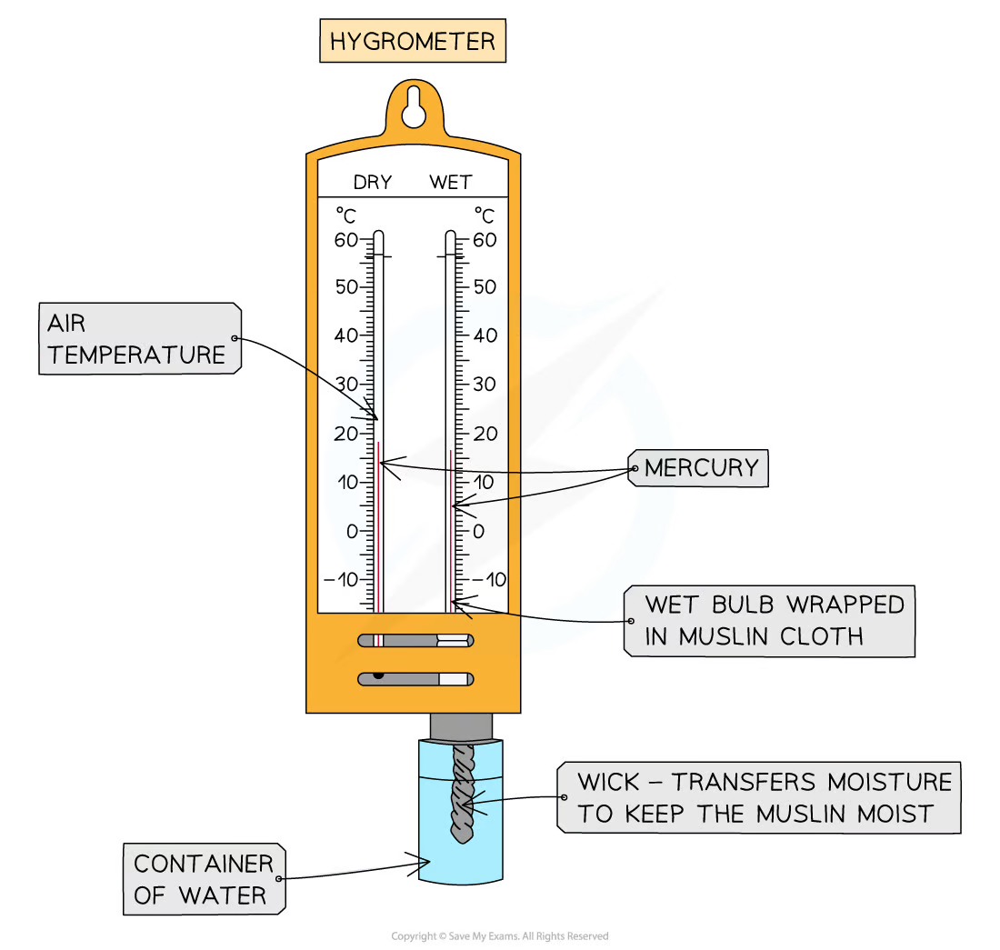 HYGROMETER
DRY WET
°C °C
60 60
50 50
40 40
30 30
20 20
10 10
0 0
-10 -10
AIR
TEMPERATURE
MERCURY
WET BULB WRAPPED
IN MUSLIN CLOTH
WICK – TRANSFERS MOISTURE
TO KEEP THE MUSLIN MOIST
CONTAINER
OF WATER
Copyright © Save My Exams. All Rights Reserved